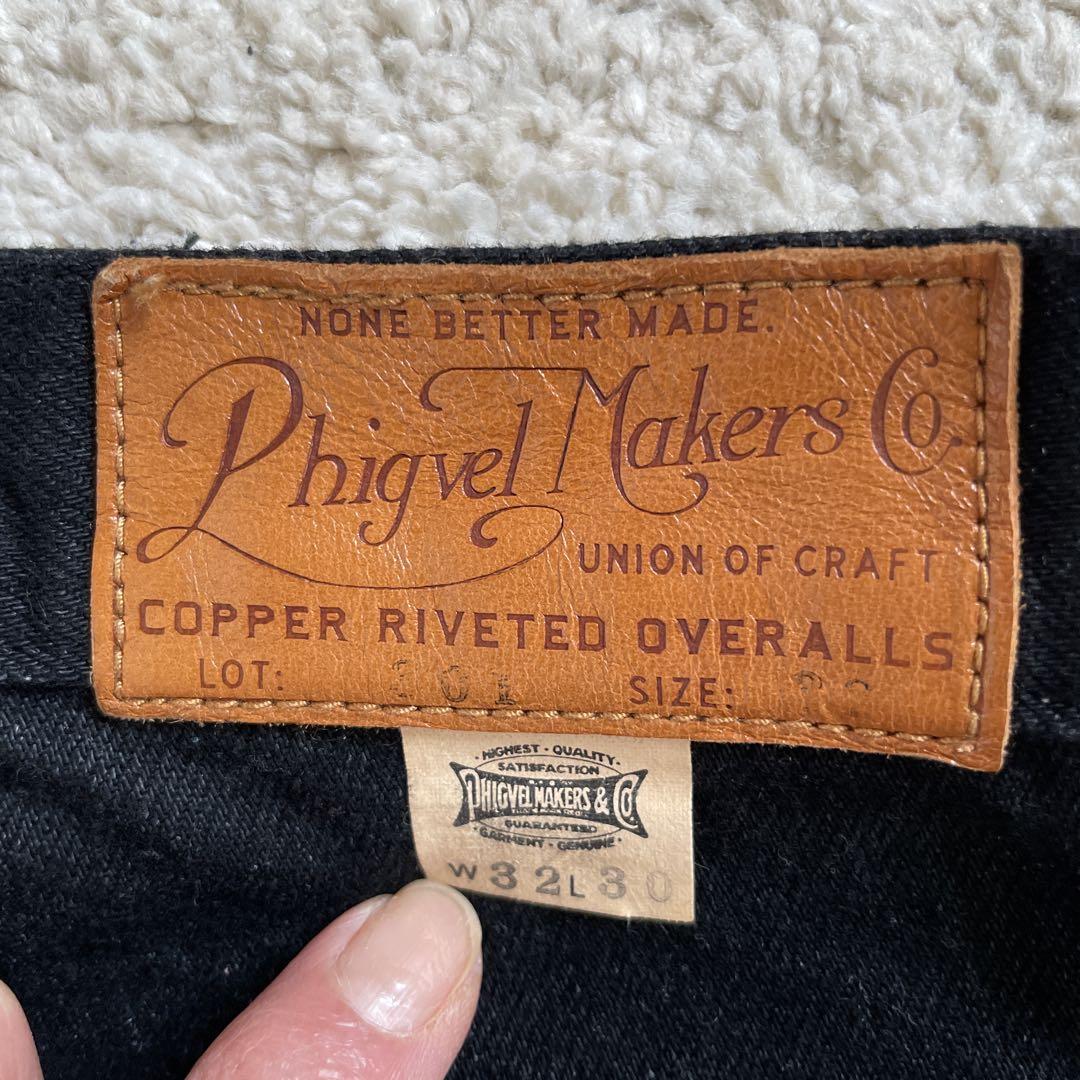 NONE BETTER MADE.
Phigvel Makers Co.
UNION OF CRAFT
COPPER RIVETED OVERALLS
LOT: 101 SIZE:
HIGHEST · QUALITY
SATISFACTION
PHIGVEL MAKERS & Co
GUARANTEED
GARMENT · GENUINE
W32L30